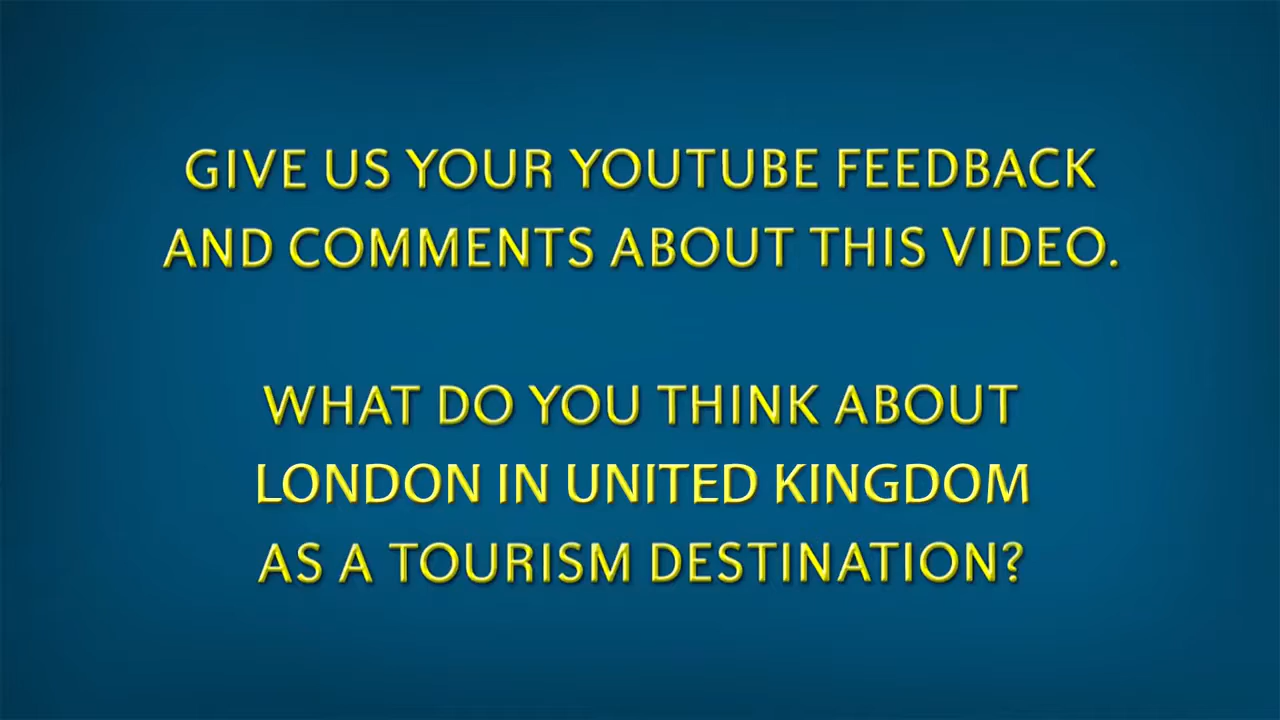 GIVE US YOUR YOUTUBE FEEDBACK
AND COMMENTS ABOUT THIS VIDEO.
WHAT DO YOU THINK ABOUT
LONDON IN UNITED KINGDOM
AS A TOURISM DESTINATION?